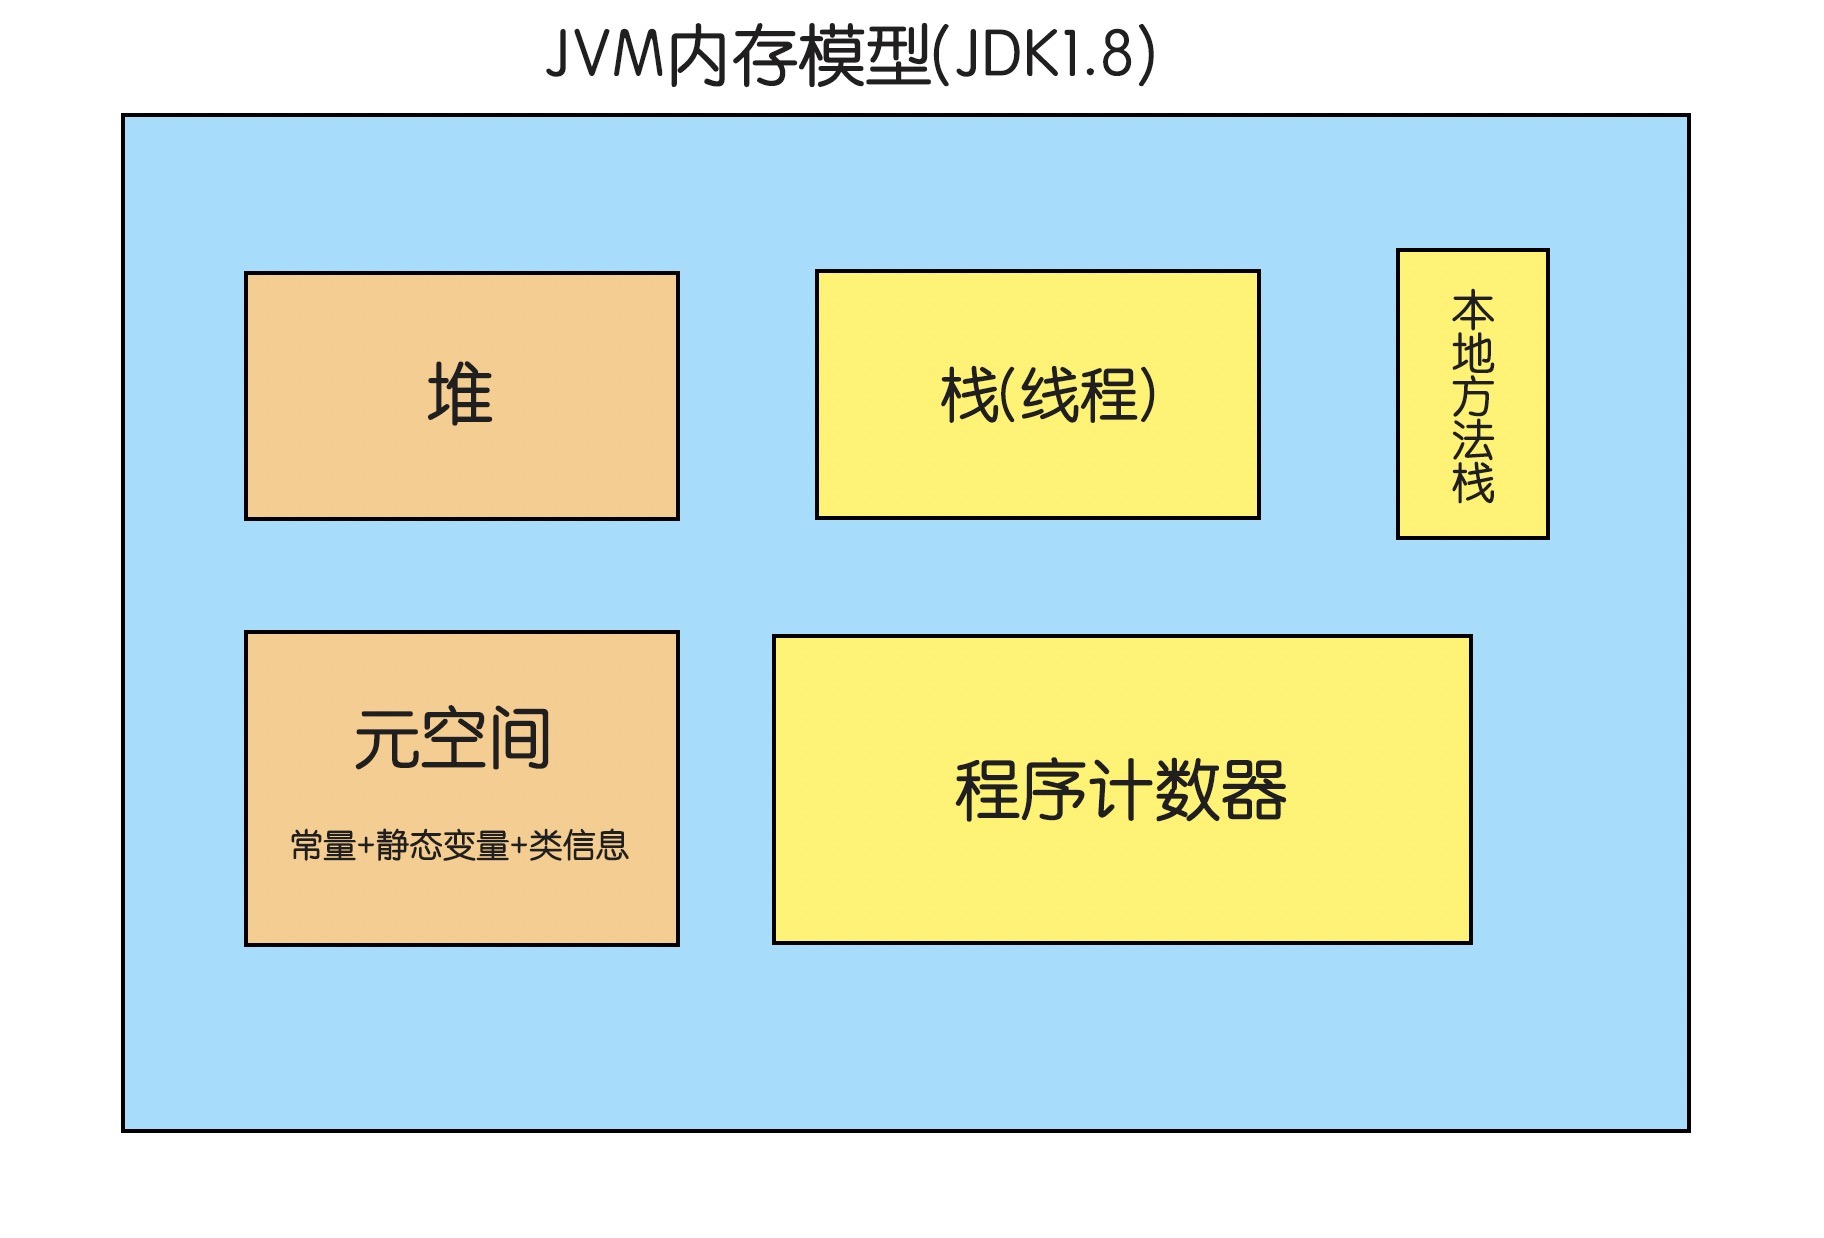 JVM内存模型(JDK1.8)
堆
栈(线程)
本地方法栈
元空间
常量+静态变量+类信息
程序计数器